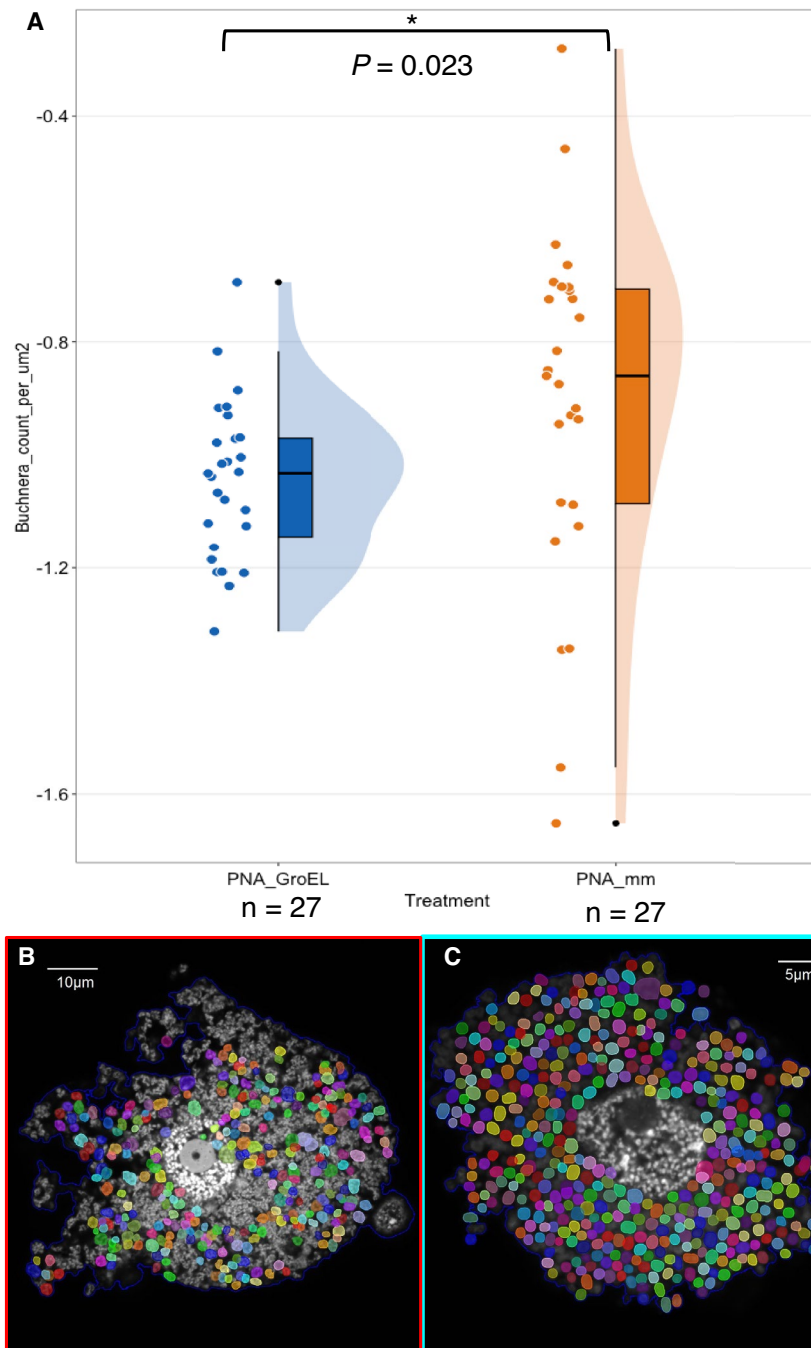 A
*
P = 0.023
-0.4
-0.8
-1.2
-1.6
Buchnera_count_per_um2
PNA_GroEL
PNA_mm
Treatment
n = 27
n = 27
B
10μm
C
5μm